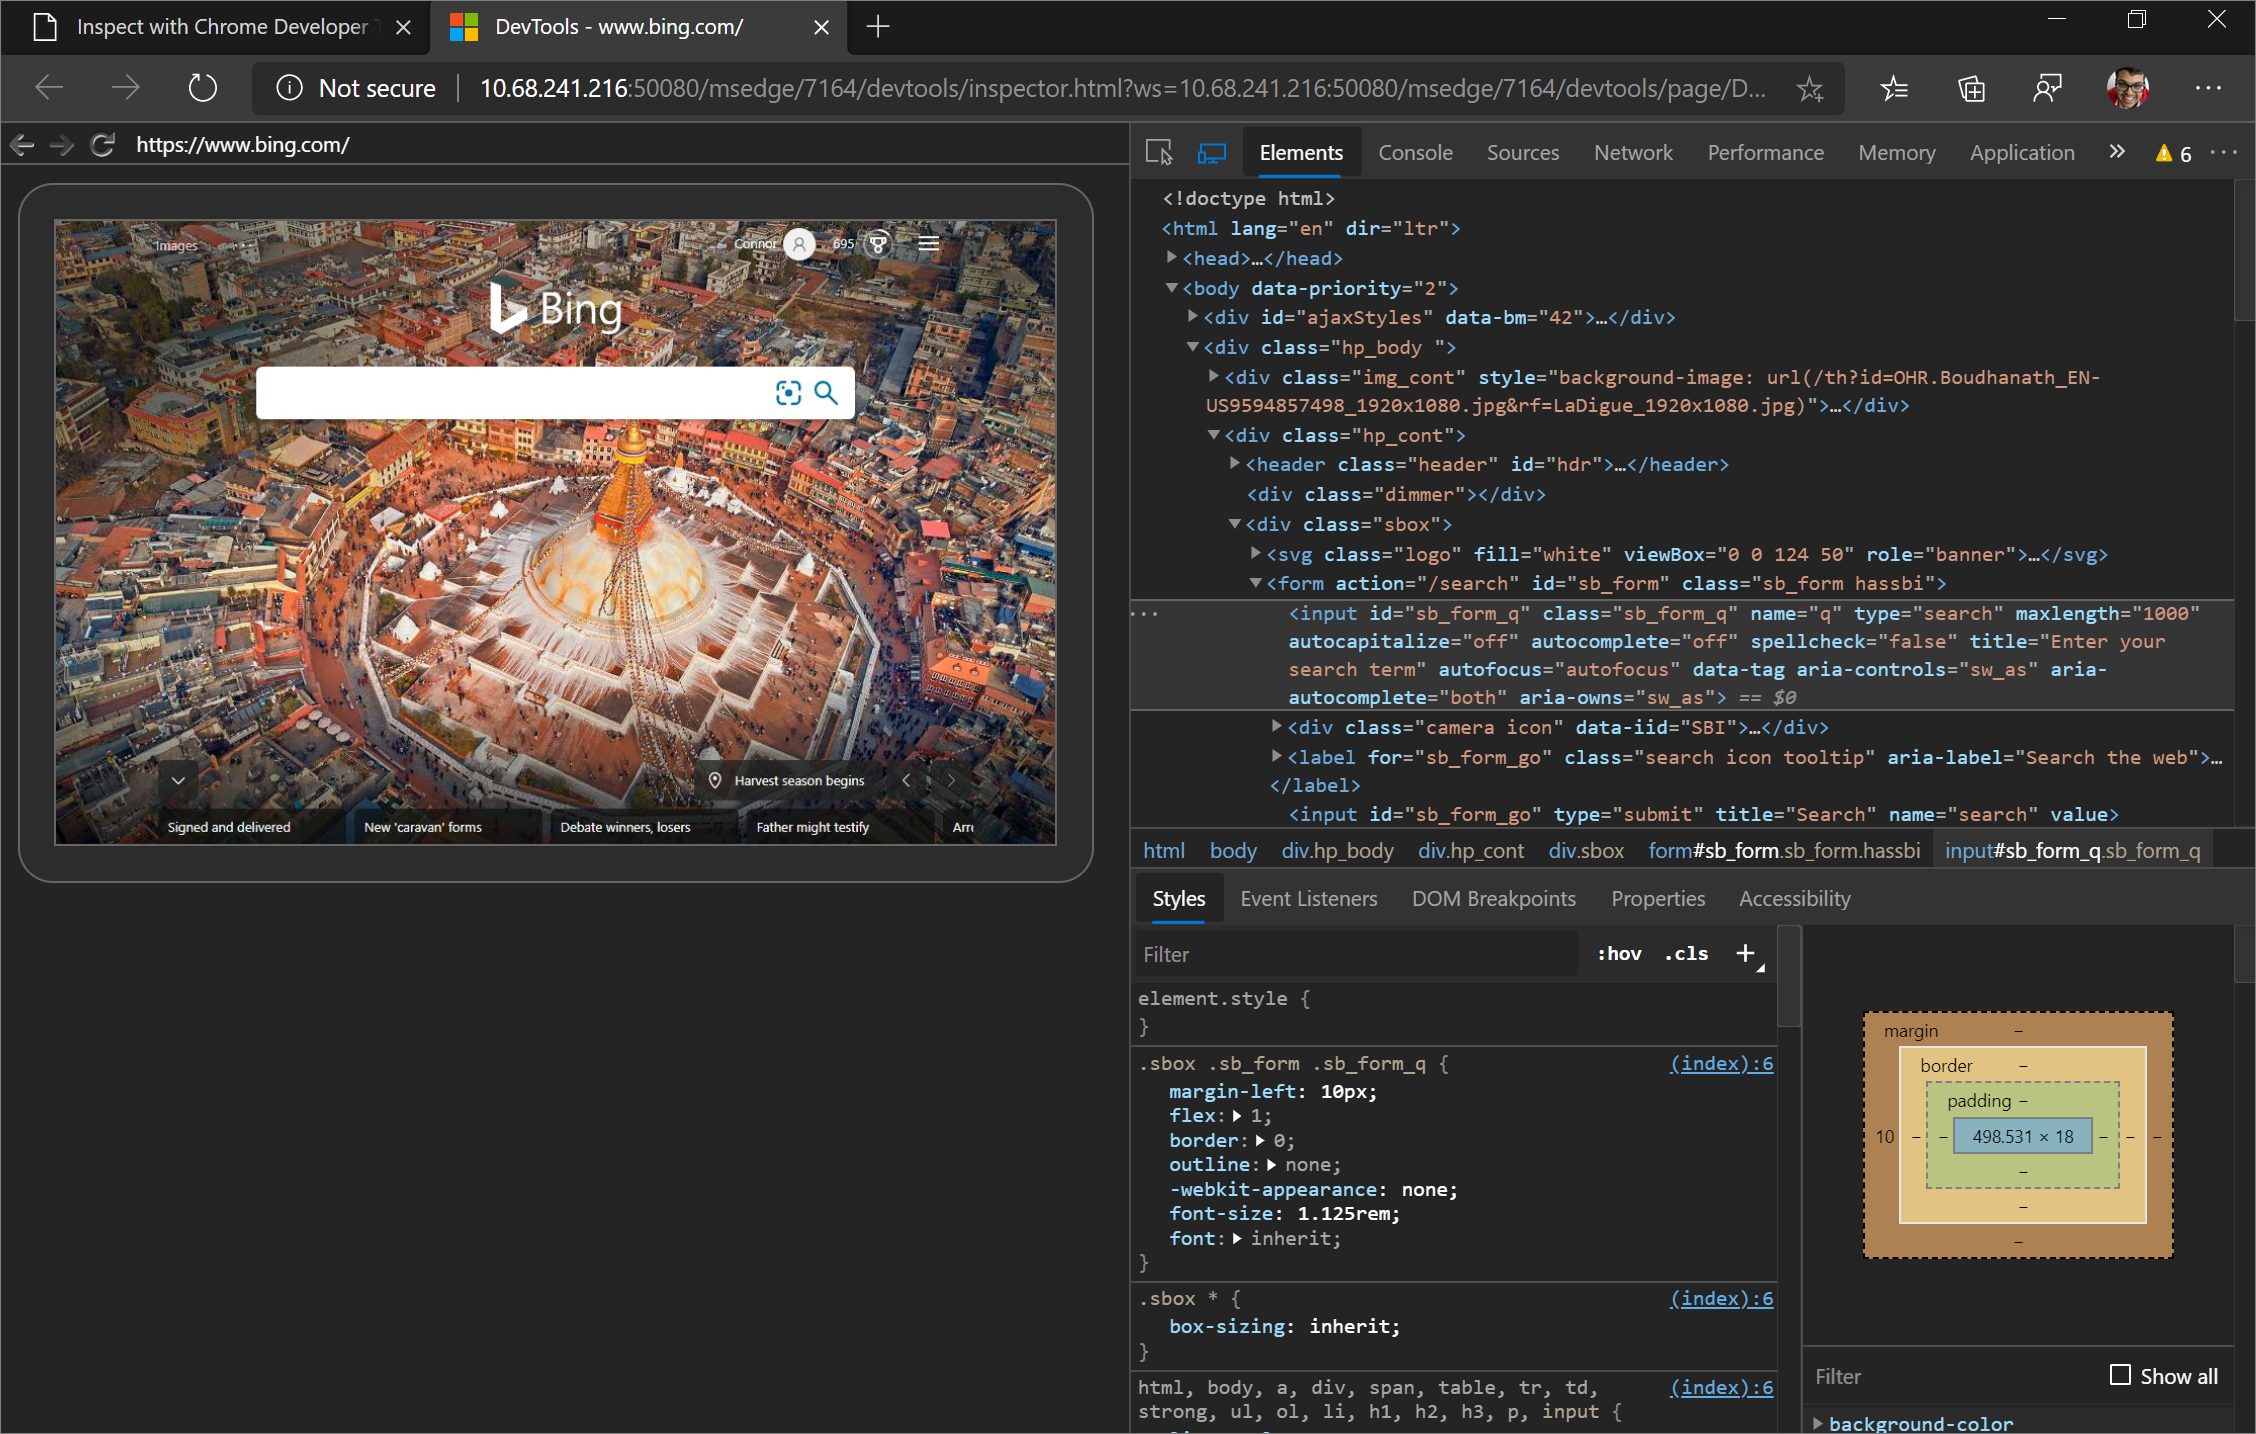 Inspect with Chrome Developer
DevTools - www.bing.com/
Not secure
10.68.241.216:50080/msedge/7164/devtools/inspector.html?ws=10.68.241.216:50080/msedge/7164/devtools/page/D...
https://www.bing.com/
Images
Connor
695
Bing
Harvest season begins
Signed and delivered
New 'caravan' forms
Debate winners, losers
Father might testify
Elements
Console
Sources
Network
Performance
Memory
Application
6
<!doctype html>
<html lang="en" dir="ltr">
<head>…</head>
<body data-priority="2">
<div id="ajaxStyles" data-bm="42">…</div>
<div class="hp_body ">
<div class="img_cont" style="background-image: url(/th?id=OHR.Boudhanath_EN-
US9594857498_1920x1080.jpg&rf=LaDigue_1920x1080.jpg)">…</div>
<div class="hp_cont">
<header class="header" id="hdr">…</header>
<div class="dimmer"></div>
<div class="sbox">
<svg class="logo" fill="white" viewBox="0 0 124 50" role="banner">…</svg>
<form action="/search" id="sb_form" class="sb_form hassbi">
<input id="sb_form_q" class="sb_form_q" name="q" type="search" maxlength="1000"
autocapitalize="off" autocomplete="off" spellcheck="false" title="Enter your
search term" autofocus="autofocus" data-tag aria-controls="sw_as" aria-
autocomplete="both" aria-owns="sw_as"> == $0
<div class="camera icon" data-iid="SBI">…</div>
<label for="sb_form_go" class="search icon tooltip" aria-label="Search the web">…
</label>
<input id="sb_form_go" type="submit" title="Search" name="search" value>
html
body
div.hp_body
div.hp_cont
div.sbox
form#sb_form.sb_form.hassbi
input#sb_form_q.sb_form_q
Styles
Event Listeners
DOM Breakpoints
Properties
Accessibility
Filter
:hov
.cls
+
element.style {
}
.sbox .sb_form .sb_form_q {
(index):6
margin-left: 10px;
flex: 1;
border: 0;
outline: none;
-webkit-appearance: none;
font-size: 1.125rem;
font: inherit;
}
.sbox * {
(index):6
box-sizing: inherit;
}
html, body, a, div, span, table, tr, td,
(index):6
strong, ul, ol, li, h1, h2, h3, p, input {
margin –
border –
padding –
10 – – 498.531 × 18 – – –
–
–
–
Filter
Show all
background-color